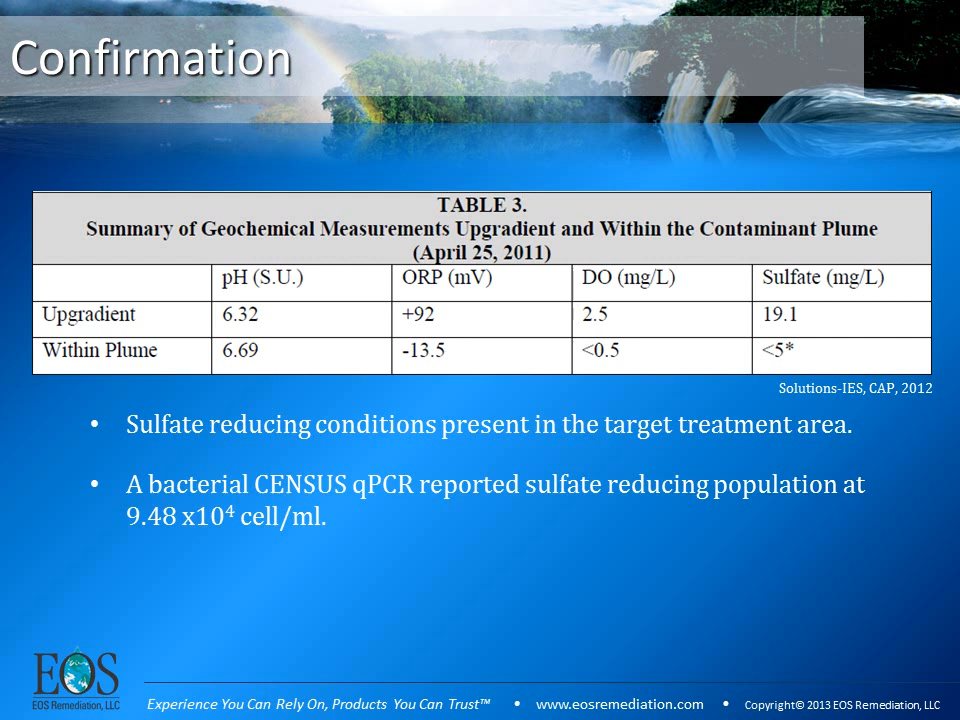 Confirmation
TABLE 3.
Summary of Geochemical Measurements Upgradient and Within the Contaminant Plume
(April 25, 2011)
pH (S.U.) ORP (mV) DO (mg/L) Sulfate (mg/L)
Upgradient 6.32 +92 2.5 19.1
Within Plume 6.69 -13.5 <0.5 <5*
Solutions-IES, CAP, 2012
• Sulfate reducing conditions present in the target treatment area.
• A bacterial CENSUS qPCR reported sulfate reducing population at
9.48 x10⁴ cell/ml.
EOS
EOS Remediation, LLC
Experience You Can Rely On, Products You Can Trust™ • www.eosremediation.com • Copyright© 2013 EOS Remediation, LLC